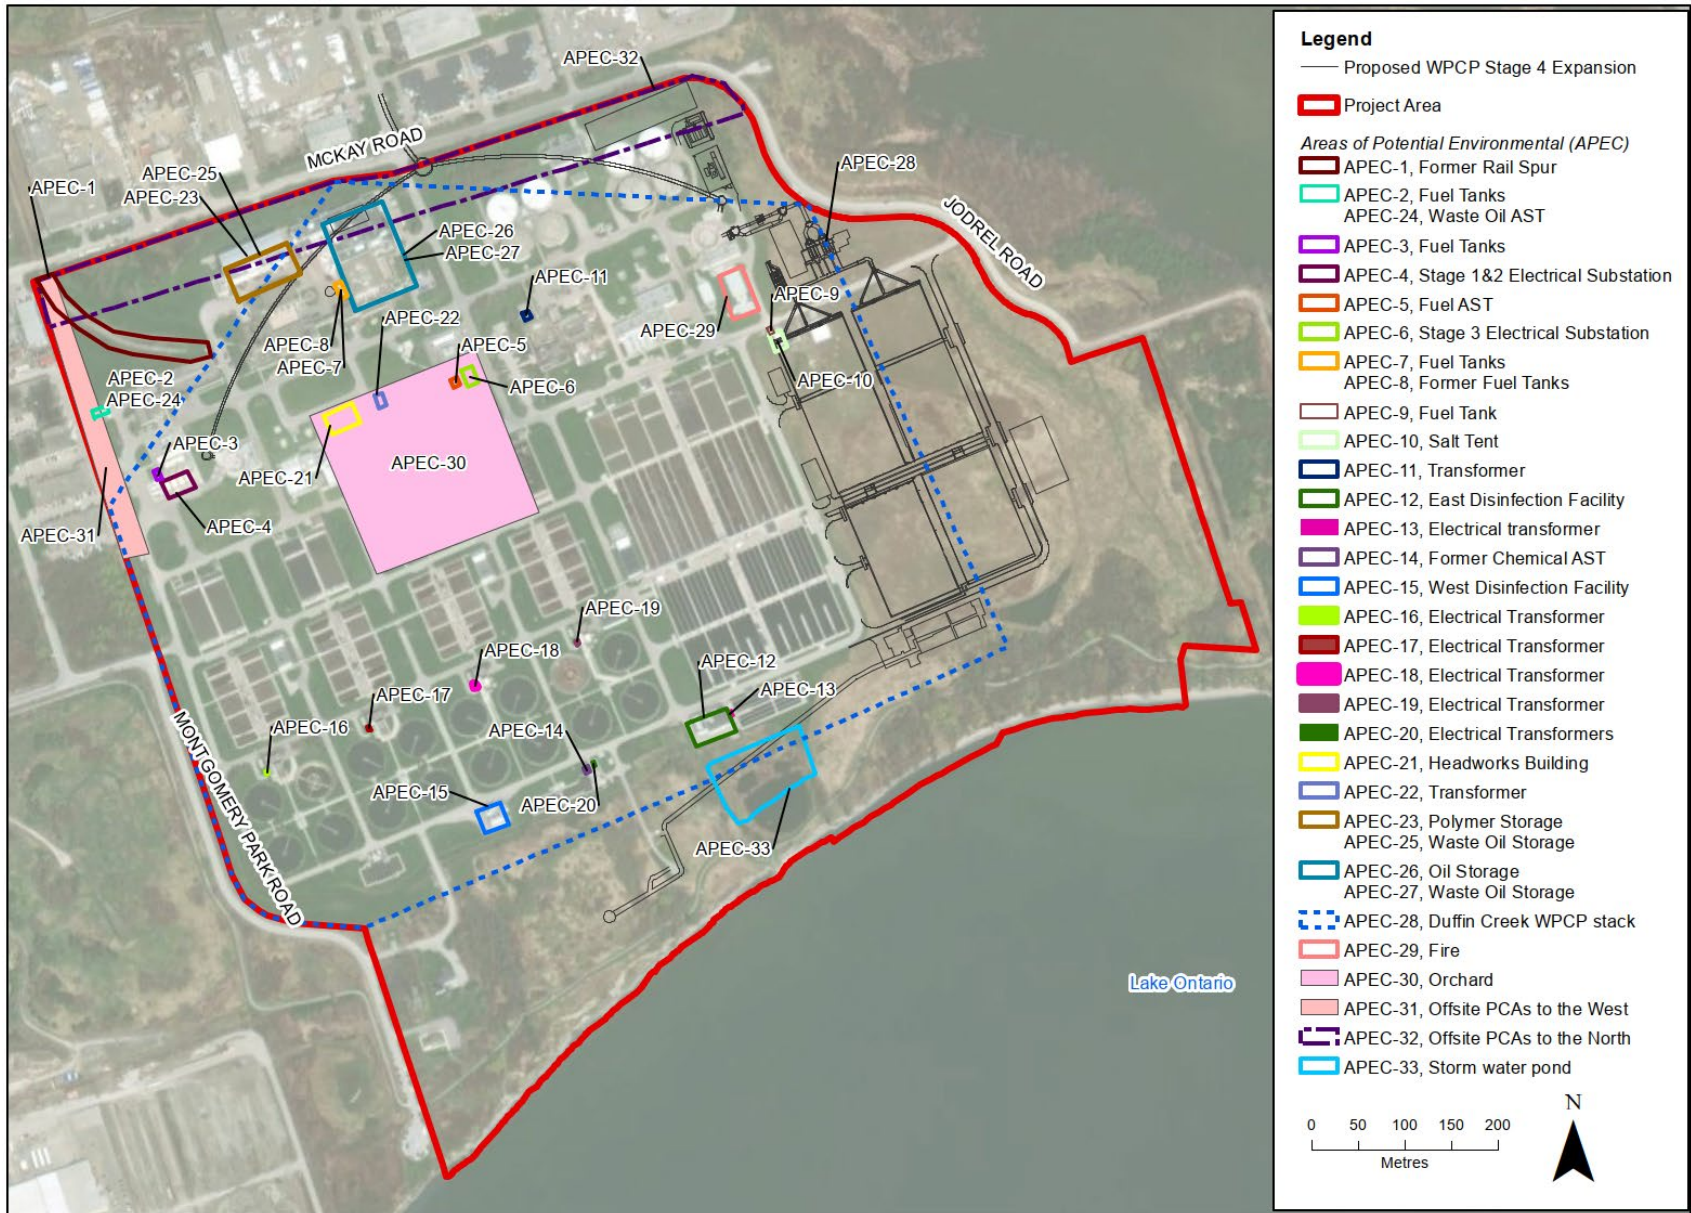 APEC-32
MCKAY ROAD
APEC-25
APEC-23
APEC-1
APEC-28
JODREL ROAD
APEC-26
APEC-27
APEC-11
APEC-9
APEC-29
APEC-22
APEC-8
APEC-7
APEC-5
APEC-6
APEC-10
APEC-2
APEC-24
APEC-3
APEC-21
APEC-30
APEC-4
APEC-31
APEC-19
APEC-18
APEC-12
APEC-13
APEC-17
APEC-16
APEC-14
APEC-15
APEC-20
APEC-33
MONTGOMERY PARK ROAD
Lake Ontario
Legend
Proposed WPCP Stage 4 Expansion
Project Area
Areas of Potential Environmental (APEC)
APEC-1, Former Rail Spur
APEC-2, Fuel Tanks
APEC-24, Waste Oil AST
APEC-3, Fuel Tanks
APEC-4, Stage 1&2 Electrical Substation
APEC-5, Fuel AST
APEC-6, Stage 3 Electrical Substation
APEC-7, Fuel Tanks
APEC-8, Former Fuel Tanks
APEC-9, Fuel Tank
APEC-10, Salt Tent
APEC-11, Transformer
APEC-12, East Disinfection Facility
APEC-13, Electrical transformer
APEC-14, Former Chemical AST
APEC-15, West Disinfection Facility
APEC-16, Electrical Transformer
APEC-17, Electrical Transformer
APEC-18, Electrical Transformer
APEC-19, Electrical Transformer
APEC-20, Electrical Transformers
APEC-21, Headworks Building
APEC-22, Transformer
APEC-23, Polymer Storage
APEC-25, Waste Oil Storage
APEC-26, Oil Storage
APEC-27, Waste Oil Storage
APEC-28, Duffin Creek WPCP stack
APEC-29, Fire
APEC-30, Orchard
APEC-31, Offsite PCAs to the West
APEC-32, Offsite PCAs to the North
APEC-33, Storm water pond
N
0 50 100 150 200
Metres